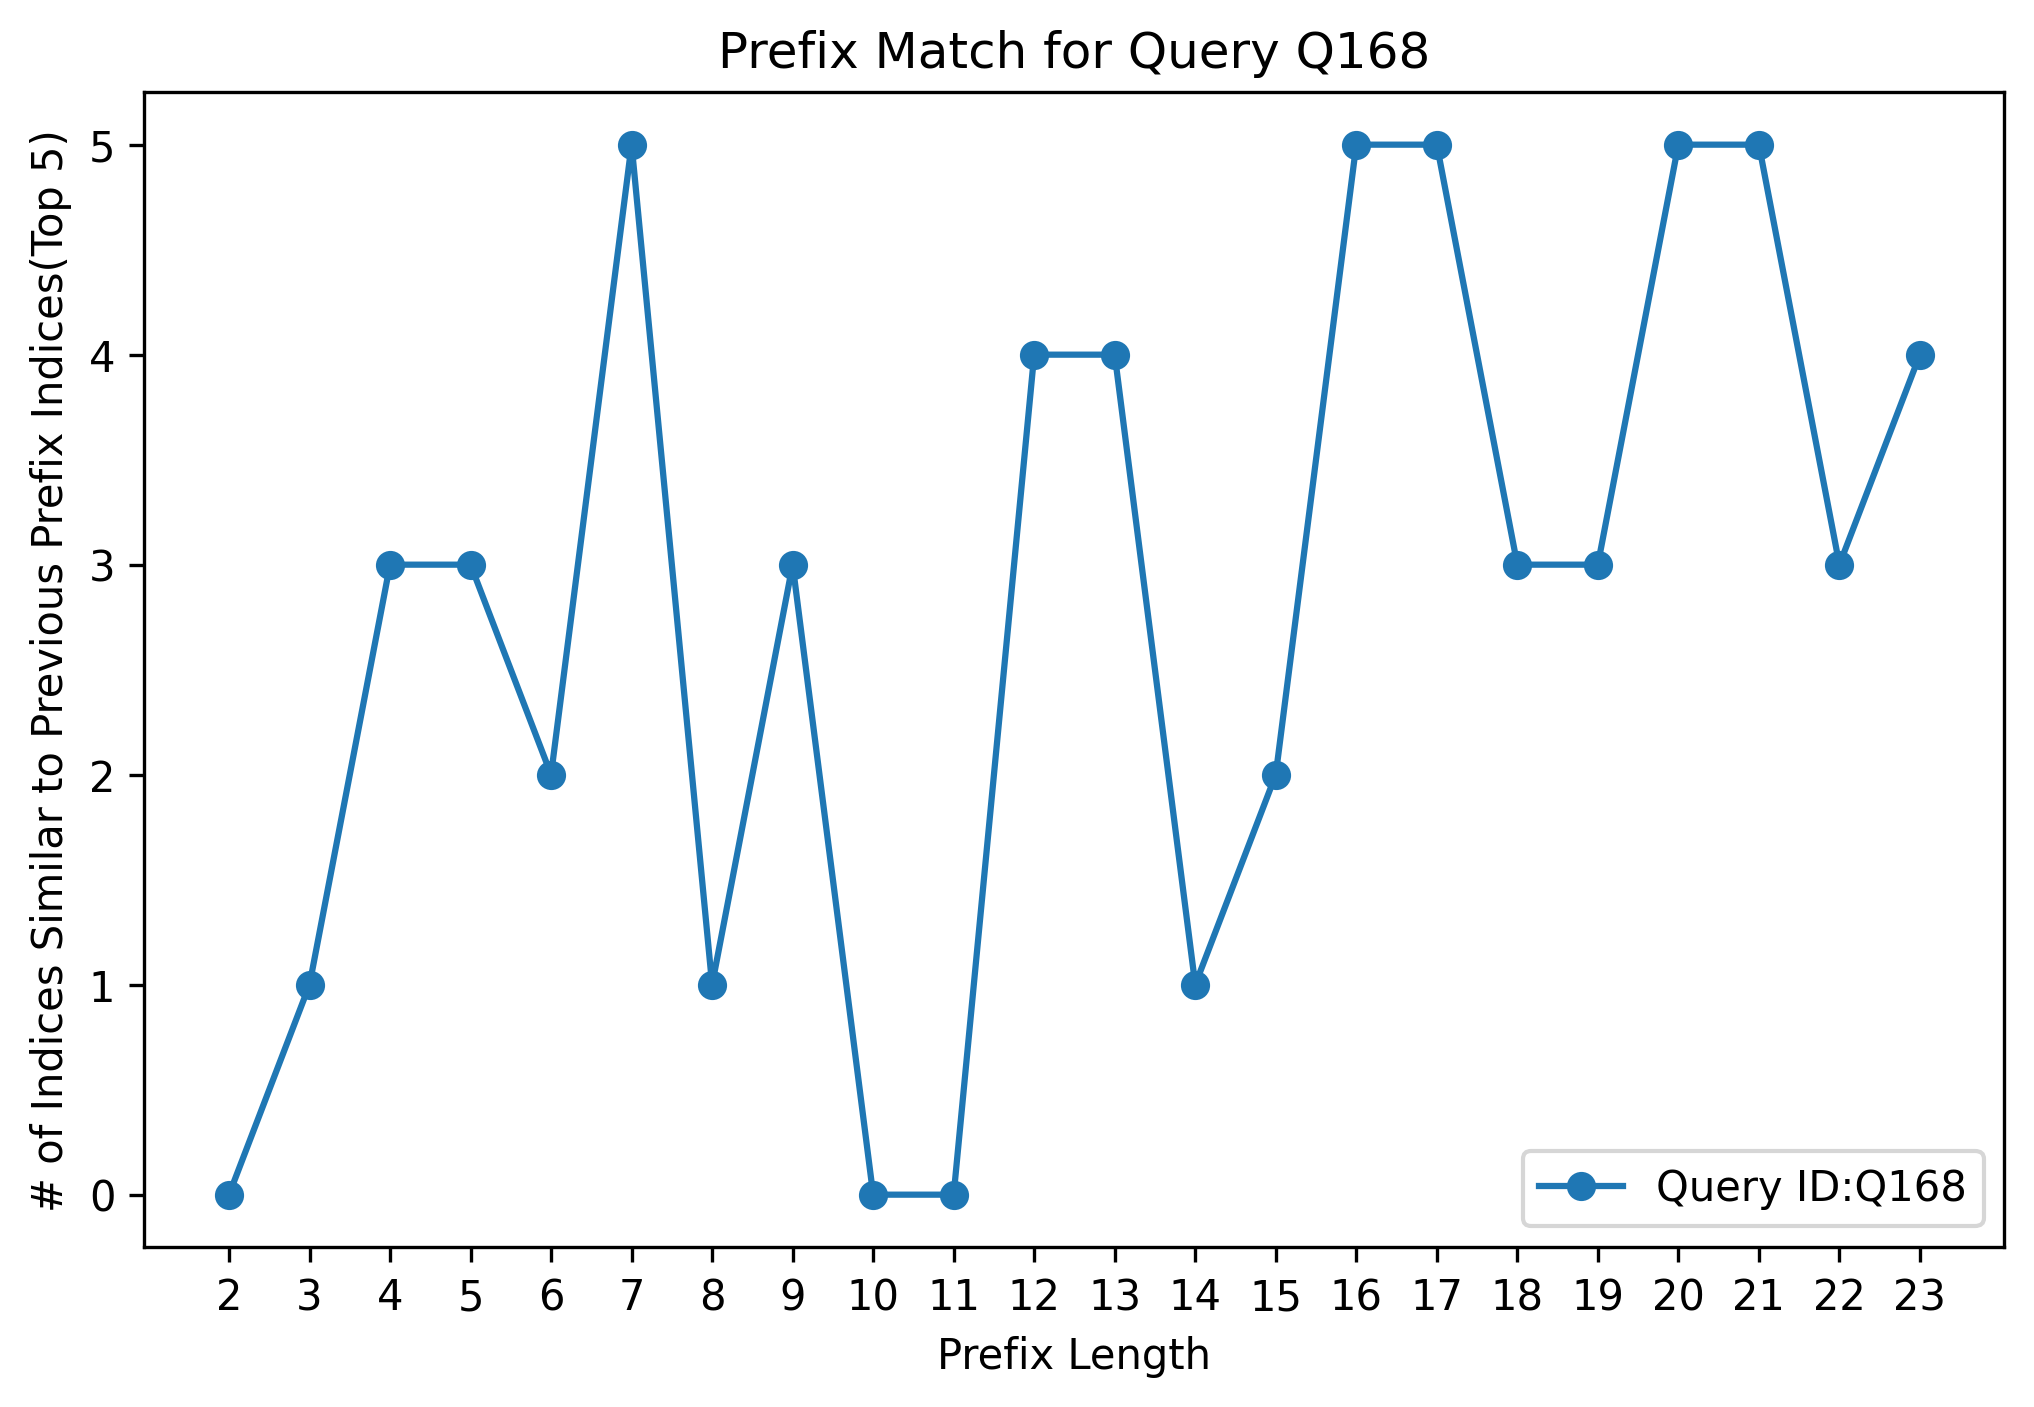 Prefix Match for Query Q168
# of Indices Similar to Previous Prefix Indices(Top 5)
5
4
3
2
1
0
Query ID:Q168
2 3 4 5 6 7 8 9 10 11 12 13 14 15 16 17 18 19 20 21 22 23
Prefix Length